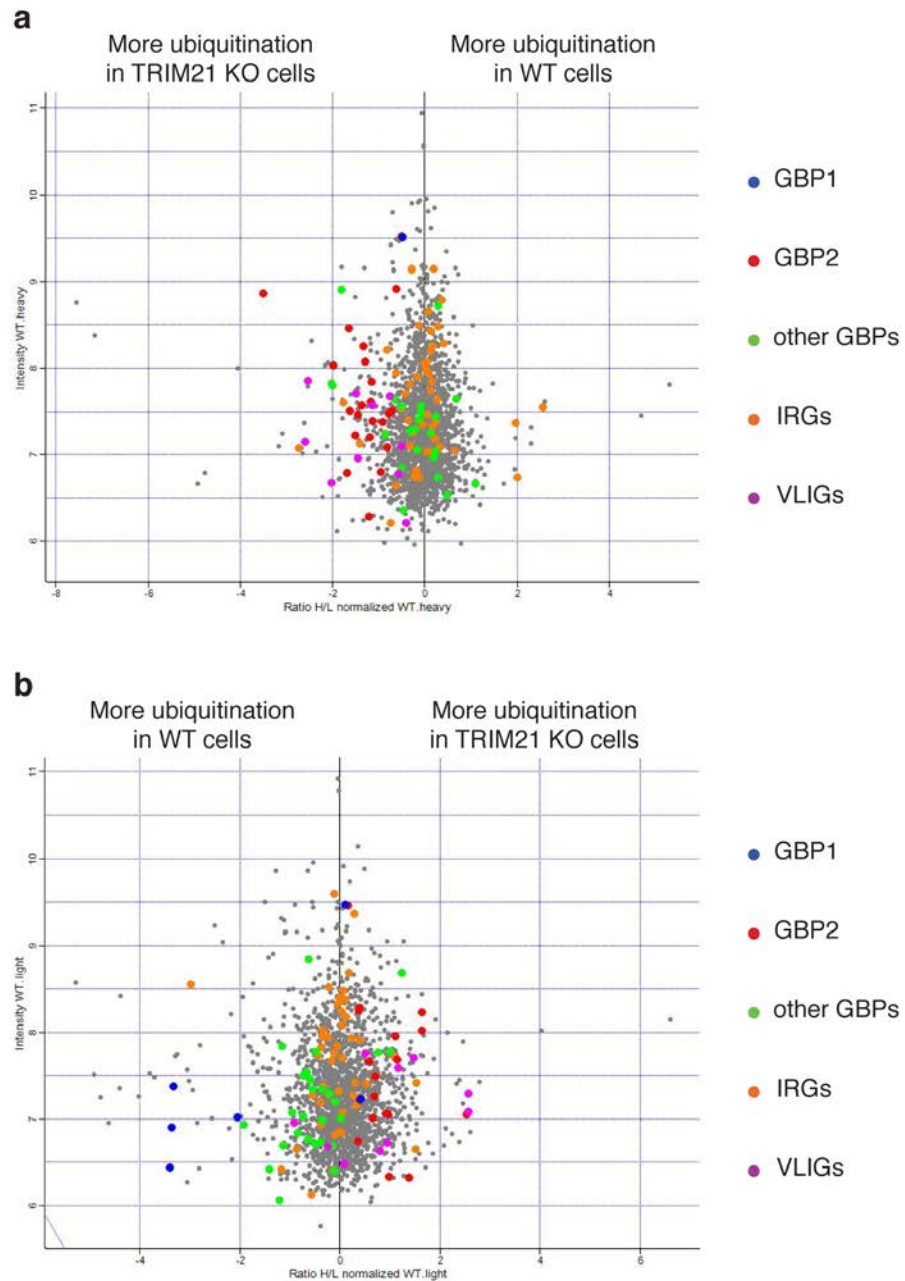 a
More ubiquitination
in TRIM21 KO cells
More ubiquitination
in WT cells
11
10
9
8
7
6
Intensity WT.heavy
-8
-6
-4
-2
0
2
4
Ratio H/L normalized WT.heavy
GBP1
GBP2
other GBPs
IRGs
VLIGs
b
More ubiquitination
in WT cells
More ubiquitination
in TRIM21 KO cells
11
10
9
8
7
6
Intensity WT.light
-4
-2
0
2
4
6
Ratio H/L normalized WT.light
GBP1
GBP2
other GBPs
IRGs
VLIGs